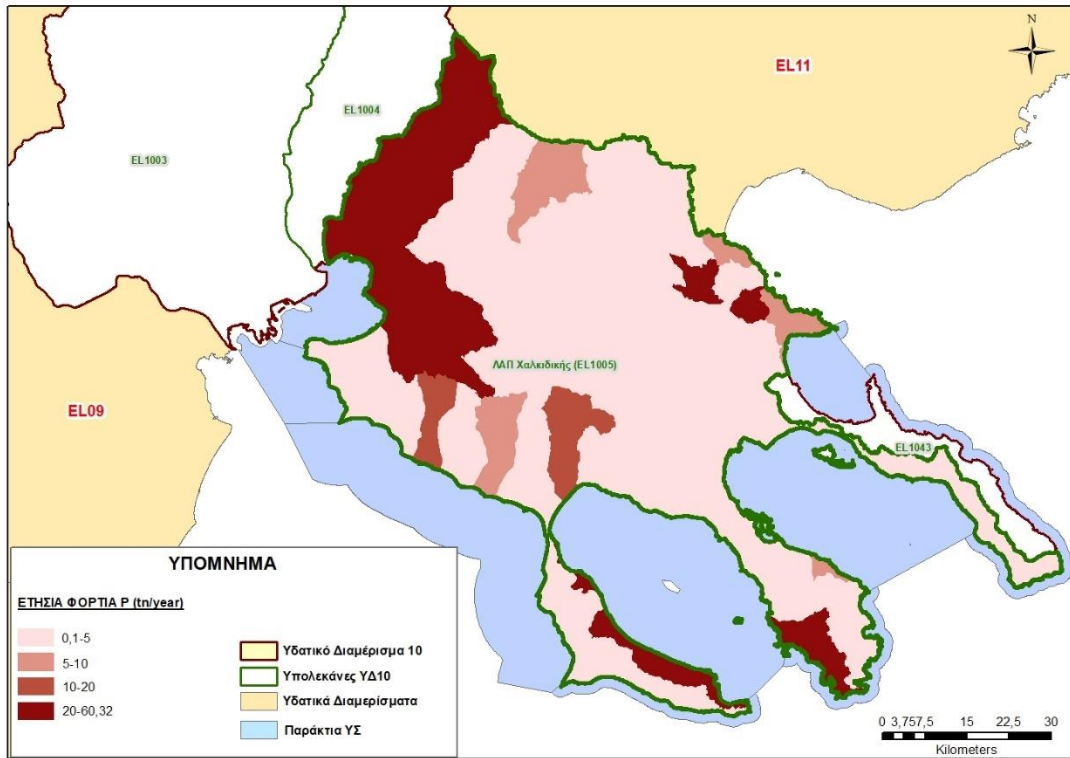 N
EL11
EL1004
EL1003
ΛΑΠ Χαλκιδικής (EL1005)
EL09
EL1043
ΥΠΟΜΝΗΜΑ
ΕΤΗΣΙΑ ΦΟΡΤΙΑ P (tn/year)
0,1-5
5-10
10-20
20-60,32
Υδατικό Διαμέρισμα 10
Υπολεκάνες ΥΔ10
Υδατικά Διαμερίσματα
Παράκτια ΥΣ
0 3,757,5 15 22,5 30
Kilometers